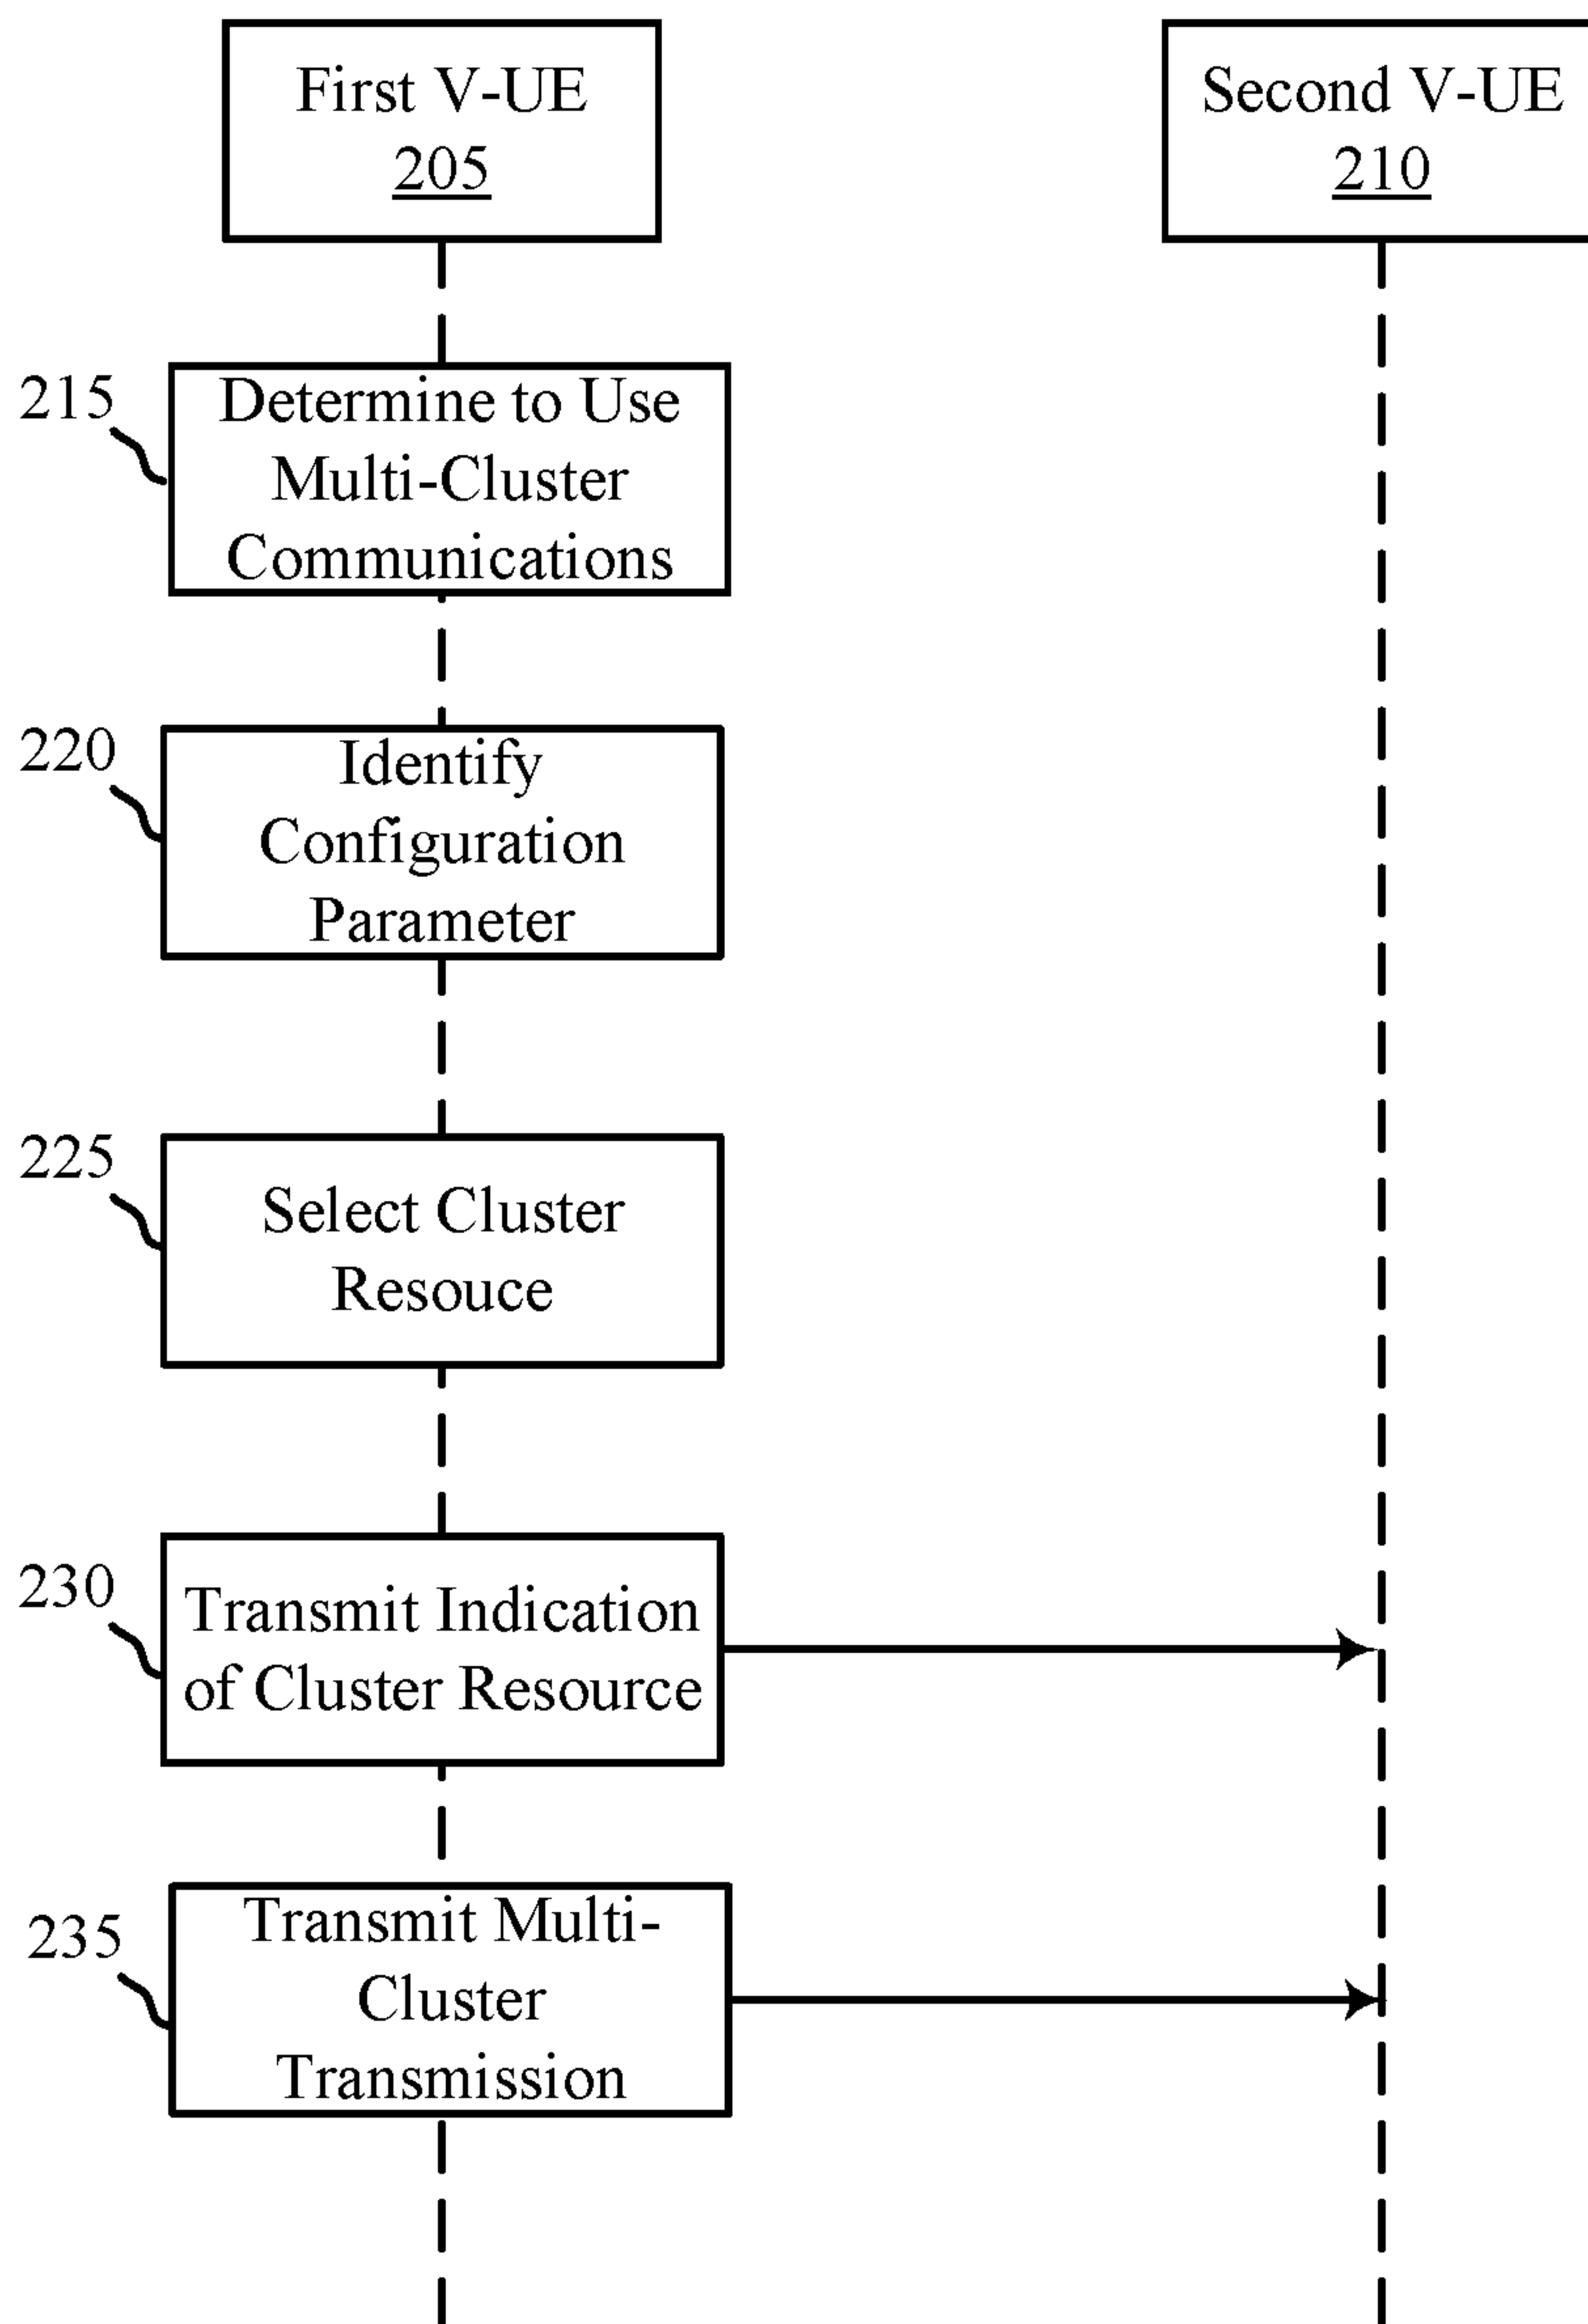 First V-UE
205
Second V-UE
210
215
Determine to Use
Multi-Cluster
Communications
220
Identify
Configuration
Parameter
225
Select Cluster
Resouce
230
Transmit Indication
of Cluster Resource
235
Transmit Multi-
Cluster
Transmission